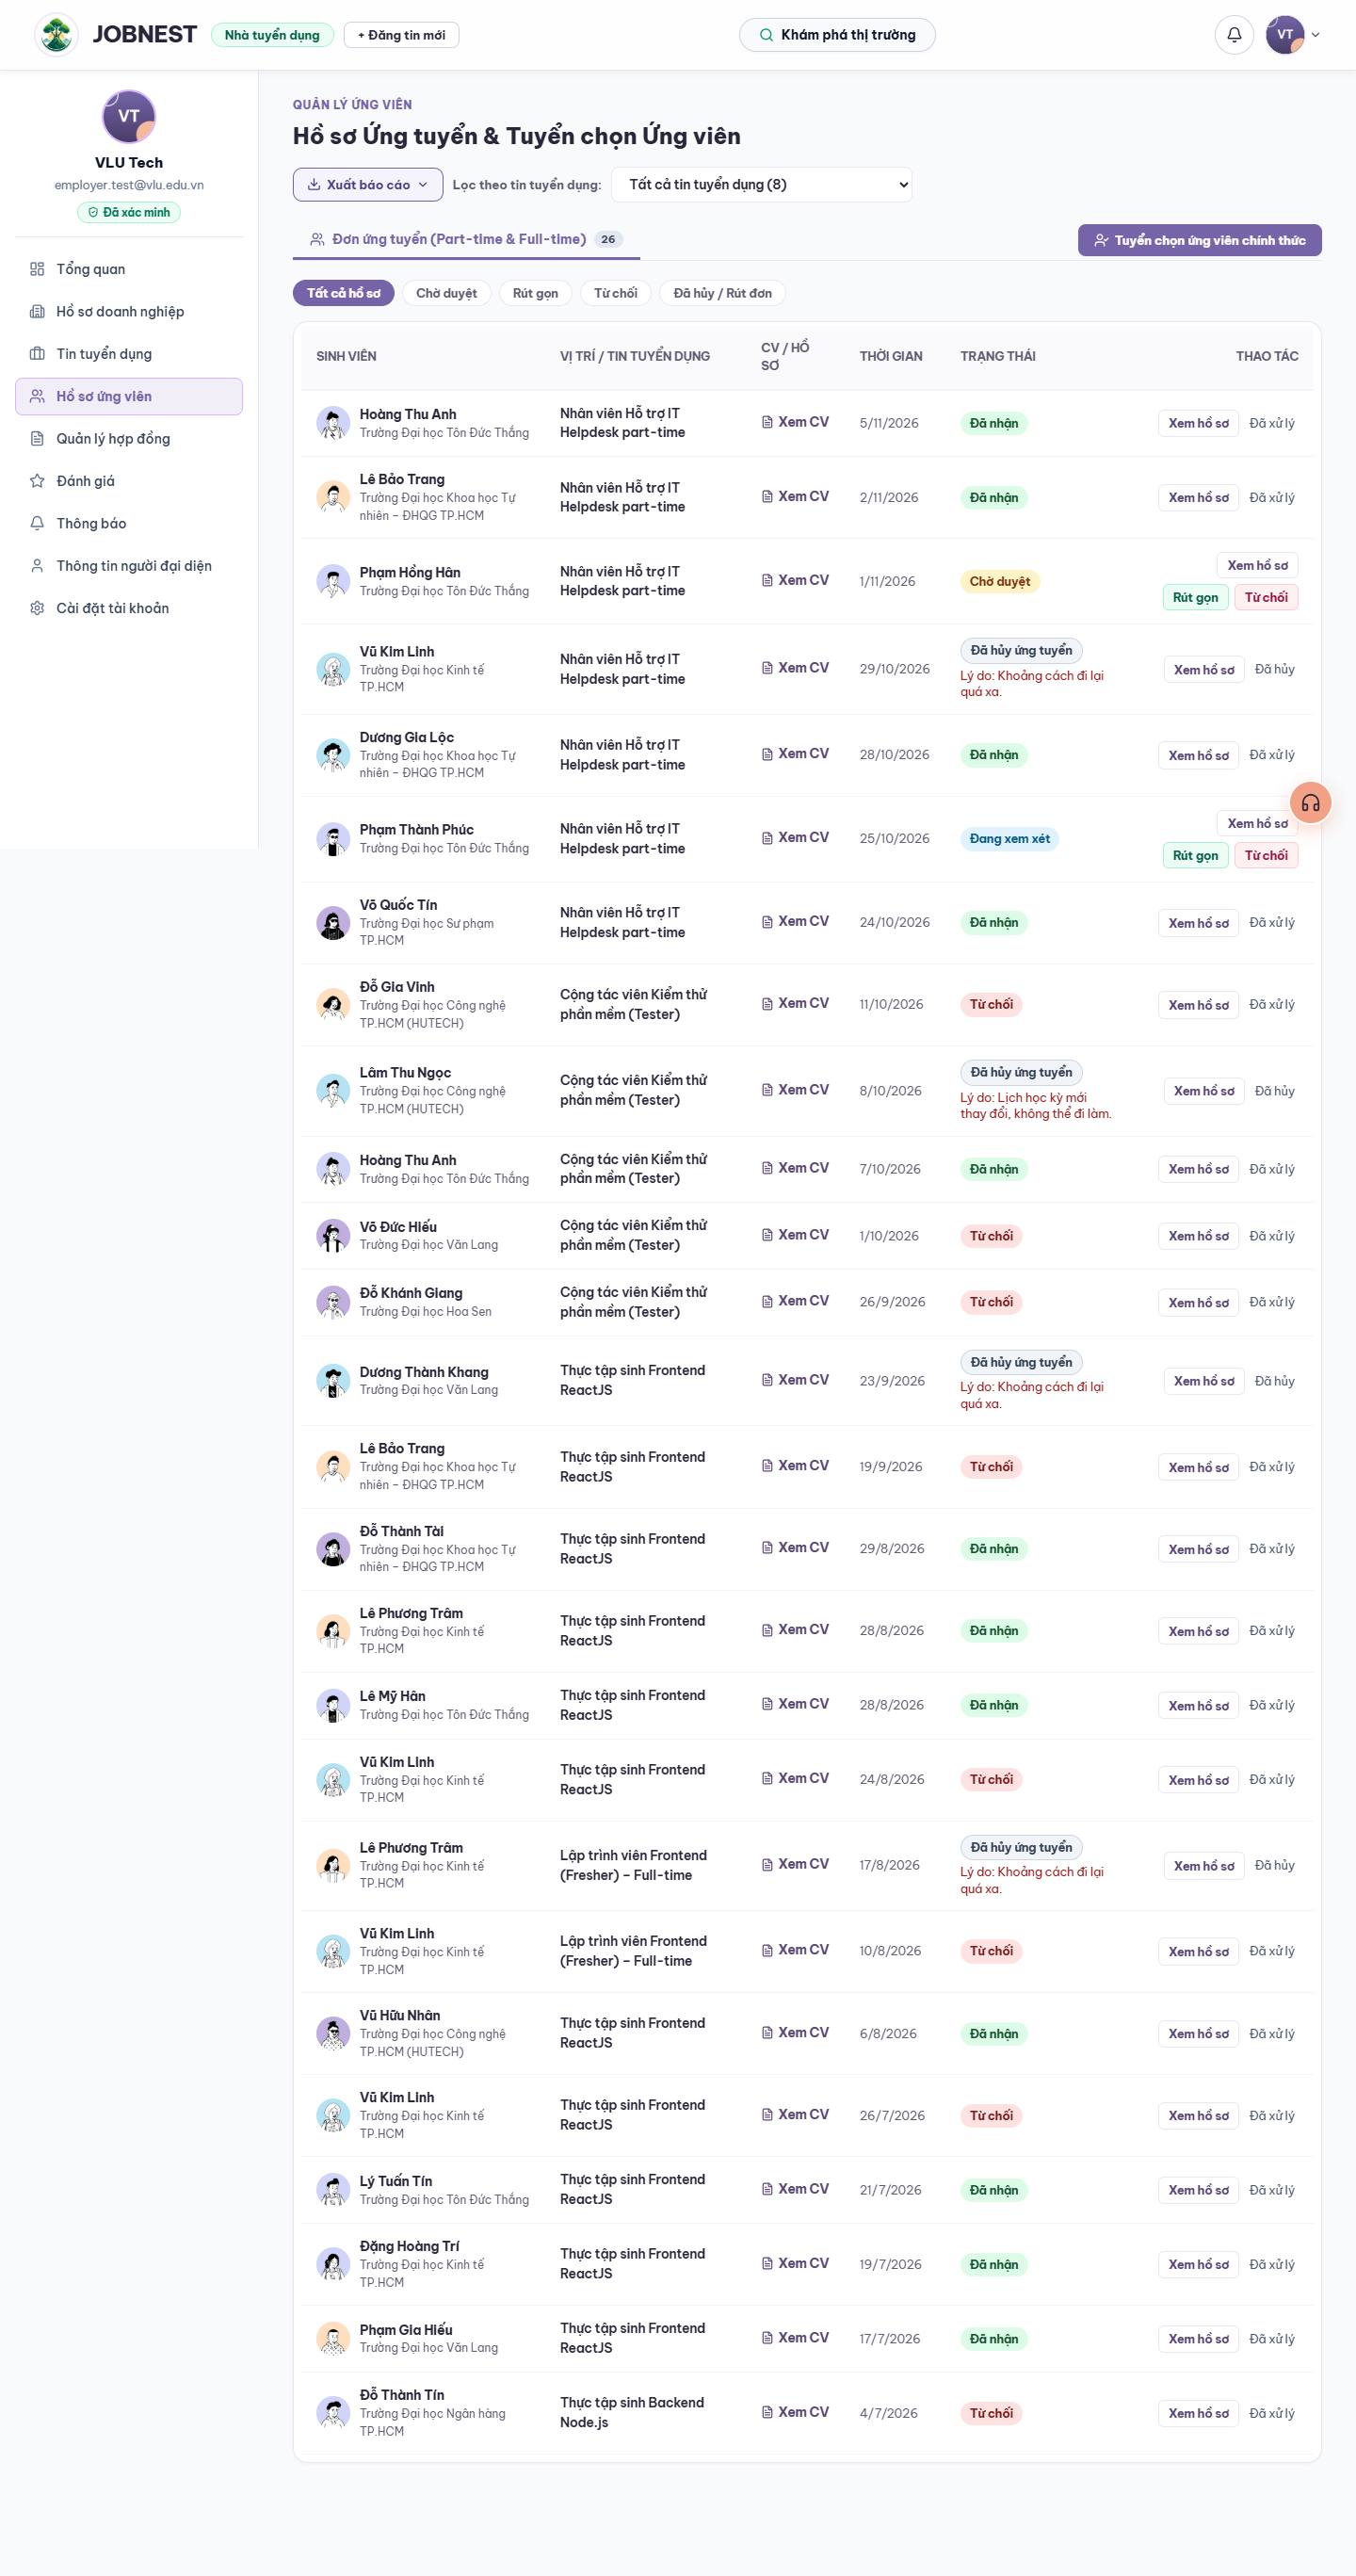 JOBNEST
Nhà tuyển dụng
+ Đăng tin mới
Khám phá thị trường
VT
VT
VLU Tech
employer.test@vlu.edu.vn
Đã xác minh
Tổng quan
Hồ sơ doanh nghiệp
Tin tuyển dụng
Hồ sơ ứng viên
Quản lý hợp đồng
Đánh giá
Thông báo
Thông tin người đại diện
Cài đặt tài khoản
QUẢN LÝ ỨNG VIÊN
Hồ sơ Ứng tuyển & Tuyển chọn Ứng viên
Xuất báo cáo
Lọc theo tin tuyển dụng:
Tất cả tin tuyển dụng (8)
Đơn ứng tuyển (Part-time & Full-time) 26
Tuyển chọn ứng viên chính thức
Tất cả hồ sơ
Chờ duyệt
Rút gọn
Từ chối
Đã hủy / Rút đơn
SINH VIÊN
VỊ TRÍ / TIN TUYỂN DỤNG
CV / HỒ
SƠ
THỜI GIAN
TRẠNG THÁI
THAO TÁC
Hoàng Thu Anh
Trường Đại học Tôn Đức Thắng
Nhân viên Hỗ trợ IT
Helpdesk part-time
Xem CV
5/11/2026
Đã nhận
Xem hồ sơ
Đã xử lý
Lê Bảo Trang
Trường Đại học Khoa học Tự
nhiên – ĐHQG TP.HCM
Nhân viên Hỗ trợ IT
Helpdesk part-time
Xem CV
2/11/2026
Đã nhận
Xem hồ sơ
Đã xử lý
Phạm Hồng Hân
Trường Đại học Tôn Đức Thắng
Nhân viên Hỗ trợ IT
Helpdesk part-time
Xem CV
1/11/2026
Chờ duyệt
Xem hồ sơ
Rút gọn
Từ chối
Vũ Kim Linh
Trường Đại học Kinh tế
TP.HCM
Nhân viên Hỗ trợ IT
Helpdesk part-time
Xem CV
29/10/2026
Đã hủy ứng tuyển
Lý do: Khoảng cách đi lại
quá xa.
Xem hồ sơ
Đã hủy
Dương Gia Lộc
Trường Đại học Khoa học Tự
nhiên – ĐHQG TP.HCM
Nhân viên Hỗ trợ IT
Helpdesk part-time
Xem CV
28/10/2026
Đã nhận
Xem hồ sơ
Đã xử lý
Phạm Thành Phúc
Trường Đại học Tôn Đức Thắng
Nhân viên Hỗ trợ IT
Helpdesk part-time
Xem CV
25/10/2026
Đang xem xét
Xem hồ sơ
Rút gọn
Từ chối
Võ Quốc Tín
Trường Đại học Sư phạm
TP.HCM
Nhân viên Hỗ trợ IT
Helpdesk part-time
Xem CV
24/10/2026
Đã nhận
Xem hồ sơ
Đã xử lý
Đỗ Gia Vinh
Trường Đại học Công nghệ
TP.HCM (HUTECH)
Cộng tác viên Kiểm thử
phần mềm (Tester)
Xem CV
11/10/2026
Từ chối
Xem hồ sơ
Đã xử lý
Lâm Thu Ngọc
Trường Đại học Công nghệ
TP.HCM (HUTECH)
Cộng tác viên Kiểm thử
phần mềm (Tester)
Xem CV
8/10/2026
Đã hủy ứng tuyển
Lý do: Lịch học kỳ mới
thay đổi, không thể đi làm.
Xem hồ sơ
Đã hủy
Hoàng Thu Anh
Trường Đại học Tôn Đức Thắng
Cộng tác viên Kiểm thử
phần mềm (Tester)
Xem CV
7/10/2026
Đã nhận
Xem hồ sơ
Đã xử lý
Võ Đức Hiếu
Trường Đại học Văn Lang
Cộng tác viên Kiểm thử
phần mềm (Tester)
Xem CV
1/10/2026
Từ chối
Xem hồ sơ
Đã xử lý
Đỗ Khánh Giang
Trường Đại học Hoa Sen
Cộng tác viên Kiểm thử
phần mềm (Tester)
Xem CV
26/9/2026
Từ chối
Xem hồ sơ
Đã xử lý
Dương Thành Khang
Trường Đại học Văn Lang
Thực tập sinh Frontend
ReactJS
Xem CV
23/9/2026
Đã hủy ứng tuyển
Lý do: Khoảng cách đi lại
quá xa.
Xem hồ sơ
Đã hủy
Lê Bảo Trang
Trường Đại học Khoa học Tự
nhiên – ĐHQG TP.HCM
Thực tập sinh Frontend
ReactJS
Xem CV
19/9/2026
Từ chối
Xem hồ sơ
Đã xử lý
Đỗ Thành Tài
Trường Đại học Khoa học Tự
nhiên – ĐHQG TP.HCM
Thực tập sinh Frontend
ReactJS
Xem CV
29/8/2026
Đã nhận
Xem hồ sơ
Đã xử lý
Lê Phương Trâm
Trường Đại học Kinh tế
TP.HCM
Thực tập sinh Frontend
ReactJS
Xem CV
28/8/2026
Đã nhận
Xem hồ sơ
Đã xử lý
Lê Mỹ Hân
Trường Đại học Tôn Đức Thắng
Thực tập sinh Frontend
ReactJS
Xem CV
28/8/2026
Đã nhận
Xem hồ sơ
Đã xử lý
Vũ Kim Linh
Trường Đại học Kinh tế
TP.HCM
Thực tập sinh Frontend
ReactJS
Xem CV
24/8/2026
Từ chối
Xem hồ sơ
Đã xử lý
Lê Phương Trâm
Trường Đại học Kinh tế
TP.HCM
Lập trình viên Frontend
(Fresher) – Full-time
Xem CV
17/8/2026
Đã hủy ứng tuyển
Lý do: Khoảng cách đi lại
quá xa.
Xem hồ sơ
Đã hủy
Vũ Kim Linh
Trường Đại học Kinh tế
TP.HCM
Lập trình viên Frontend
(Fresher) – Full-time
Xem CV
10/8/2026
Từ chối
Xem hồ sơ
Đã xử lý
Vũ Hữu Nhân
Trường Đại học Công nghệ
TP.HCM (HUTECH)
Thực tập sinh Frontend
ReactJS
Xem CV
6/8/2026
Đã nhận
Xem hồ sơ
Đã xử lý
Vũ Kim Linh
Trường Đại học Kinh tế
TP.HCM
Thực tập sinh Frontend
ReactJS
Xem CV
26/7/2026
Từ chối
Xem hồ sơ
Đã xử lý
Lý Tuấn Tín
Trường Đại học Tôn Đức Thắng
Thực tập sinh Frontend
ReactJS
Xem CV
21/7/2026
Đã nhận
Xem hồ sơ
Đã xử lý
Đặng Hoàng Trí
Trường Đại học Kinh tế
TP.HCM
Thực tập sinh Frontend
ReactJS
Xem CV
19/7/2026
Đã nhận
Xem hồ sơ
Đã xử lý
Phạm Gia Hiếu
Trường Đại học Văn Lang
Thực tập sinh Frontend
ReactJS
Xem CV
17/7/2026
Đã nhận
Xem hồ sơ
Đã xử lý
Đỗ Thành Tín
Trường Đại học Ngân hàng
TP.HCM
Thực tập sinh Backend
Node.js
Xem CV
4/7/2026
Từ chối
Xem hồ sơ
Đã xử lý